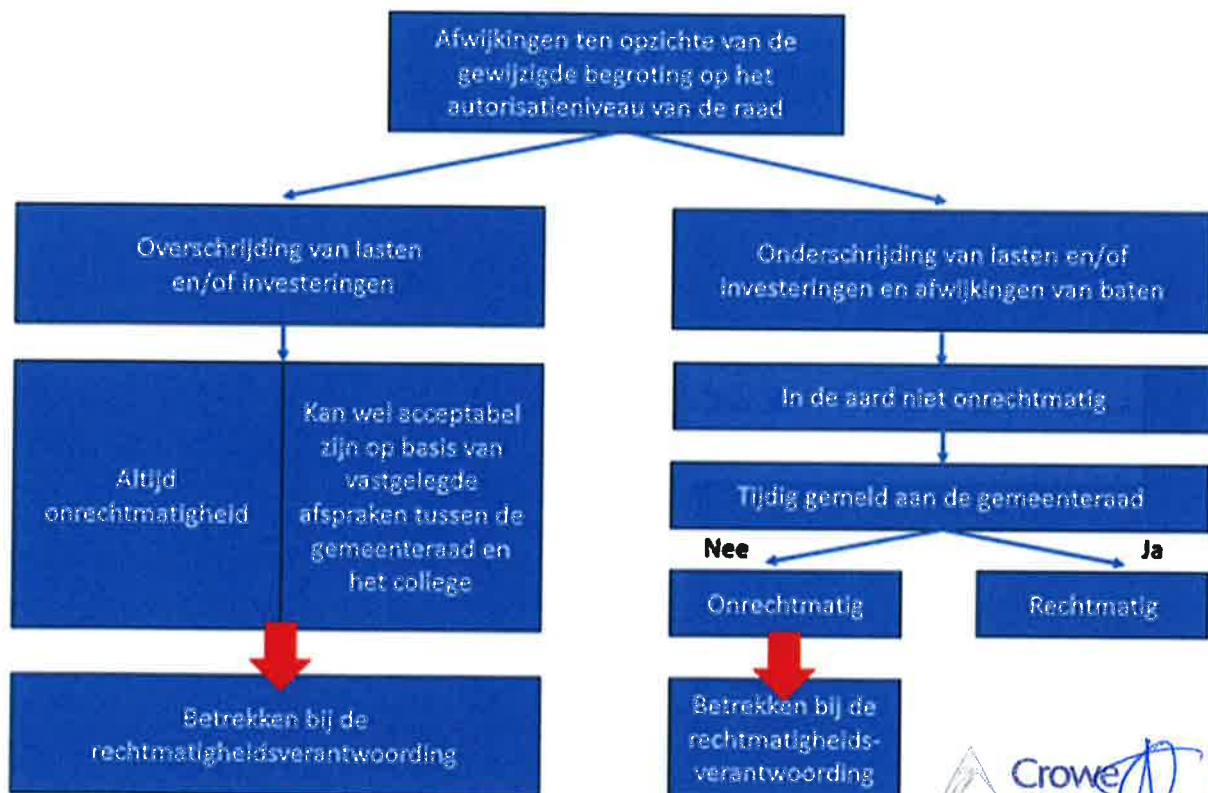 Afwijkingen ten opzichte van de
gewijzigde begroting op het
autorisatieniveau van de raad
Overschrijding van lasten
en/of investeringen
Onderschrijding van lasten en/of
investeringen en afwijkingen van baten
Altijd
onrechtmatigheid
Kan wel acceptabel
zijn op basis van
vastgelegde
afspraken tussen de
gemeenteraad en
het college
In de aard niet onrechtmatig
Tijdig gemeld aan de gemeenteraad
Nee
Ja
Onrechtmatig
Rechtmatig
Betrekken bij de
rechtmatigheidsverantwoording
Betrekken bij de
rechtmatigheids-
verantwoording
Crowe